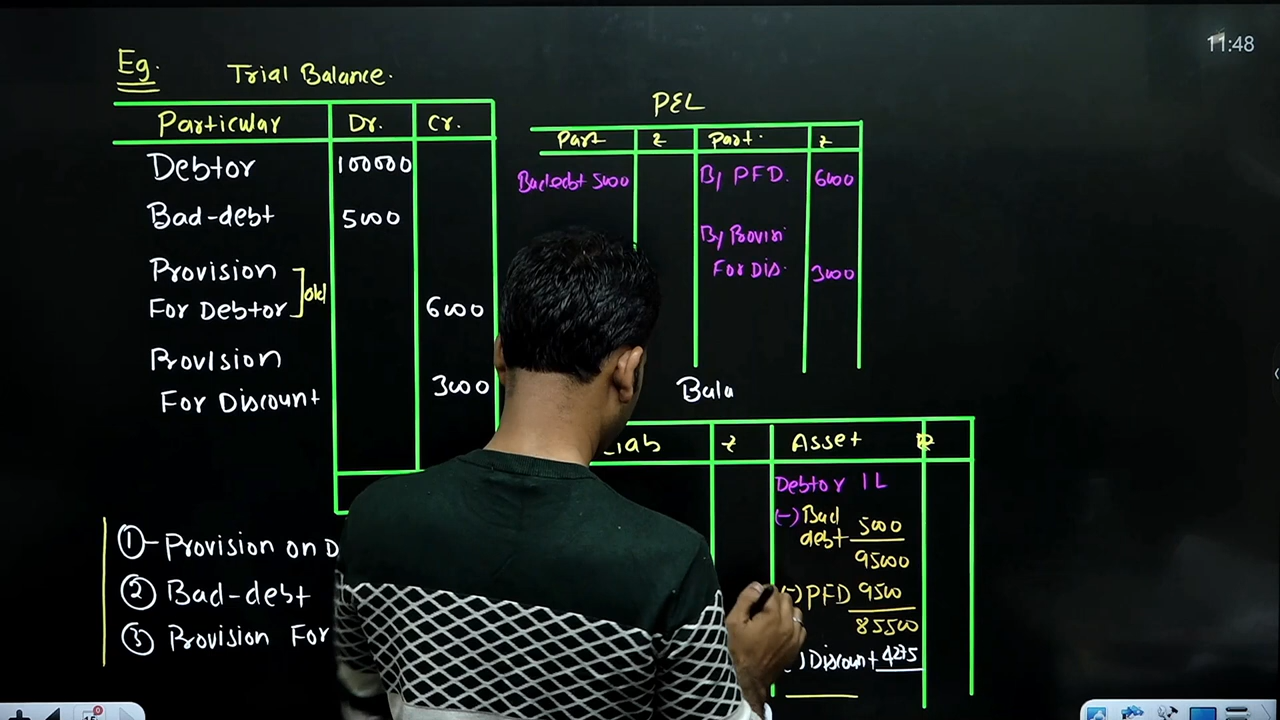 11:48
Eg. Trial Balance.
Particular Dr. Cr.
Debtor 100000
Bad-debt 5000
Provision
For Debtor Old 6000
Provision
For Discount 3000
P&L
Part ₹ Part. ₹
Bad debt 5000 By PFD. 6000
By Provisi
For Dis. 3000
Bala
Liab ₹ Asset ₹
Debtor 1L
(-) Bad
debt 5000
95000
(-) PFD 9500
85500
Discount 4275
① - Provision on D
② Bad-debt
③ Provision For